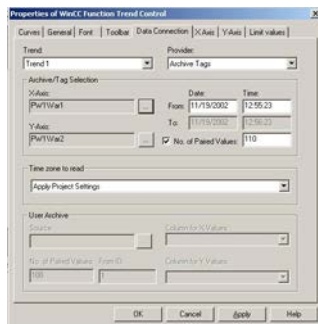 Properties of WinCC Function Trend Control
Curves General Font Toolbar Data Connection X Axis Y-Axis Limit values
Trend: Provider:
Trend 1 Archive Tags
Archive/Tag Selection
X-Axis: Date: Time:
PW1\Var1 ... From: 11/19/2002 12:55:23
To: 11/19/2002 12:56:23
Y-Axis:
PW1\Var2 ... No. of Paired Values: 110
Time zone to read
Apply Project Settings
User Archive
Source: Column for X Values:
No. of Paired Values: From ID: Column for Y Values:
100 1
OK Cancel Apply Help